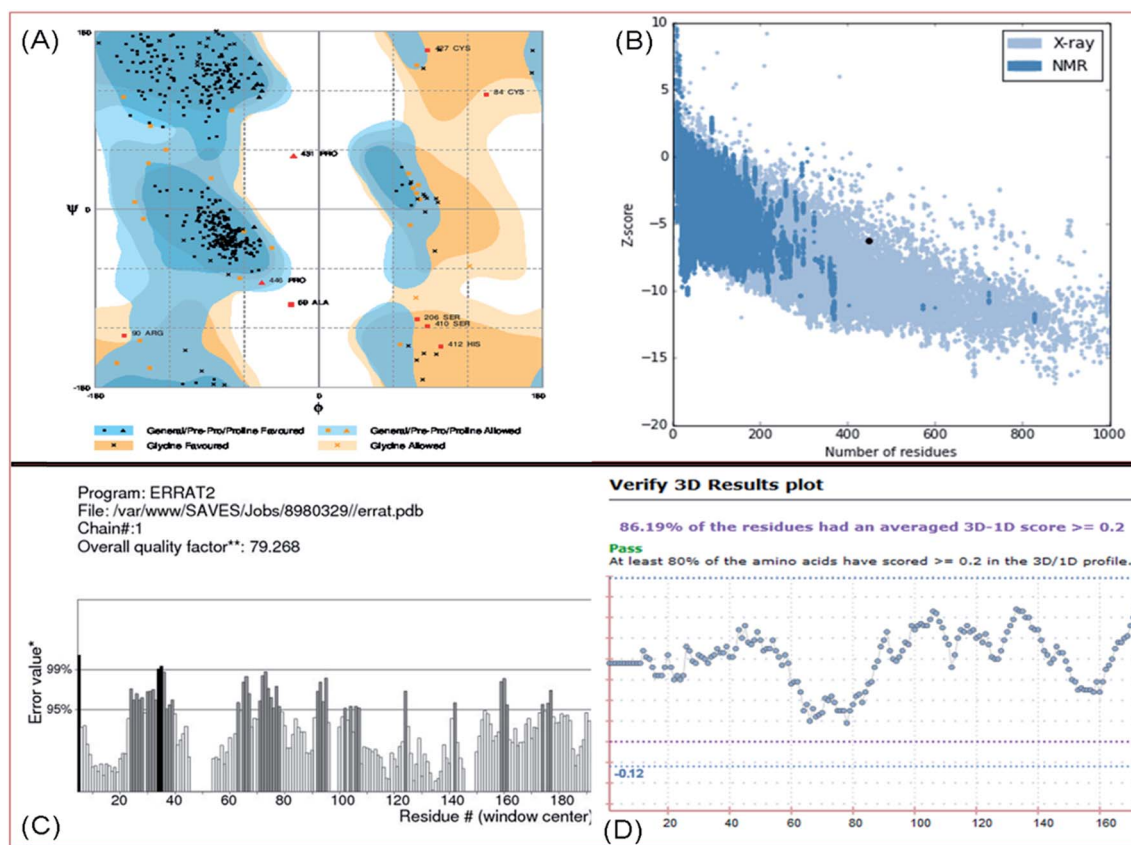 (A)
180
427 CYS
84 CYS
431 PRO
Ψ 0
446 PRO
69 ALA
206 SER
410 SER
90 ARG
412 HIS
-180
-180 0 180
ϕ
General/Pre-Pro/Proline Favoured General/Pre-Pro/Proline Allowed
Glycine Favoured Glycine Allowed
(B)
X-ray
NMR
Z-score
10
5
0
−5
−10
−15
−20
0 200 400 600 800 1000
Number of residues
Program: ERRAT2
File: /var/www/SAVES/Jobs/8980329//errat.pdb
Chain#:1
Overall quality factor**: 79.268
Error value*
99%
95%
20 40 60 80 100 120 140 160 180
Residue # (window center)
(C)
Verify 3D Results plot
86.19% of the residues had an averaged 3D-1D score >= 0.2
Pass
At least 80% of the amino acids have scored >= 0.2 in the 3D/1D profile.
-0.12
20 40 60 80 100 120 140 160
(D)